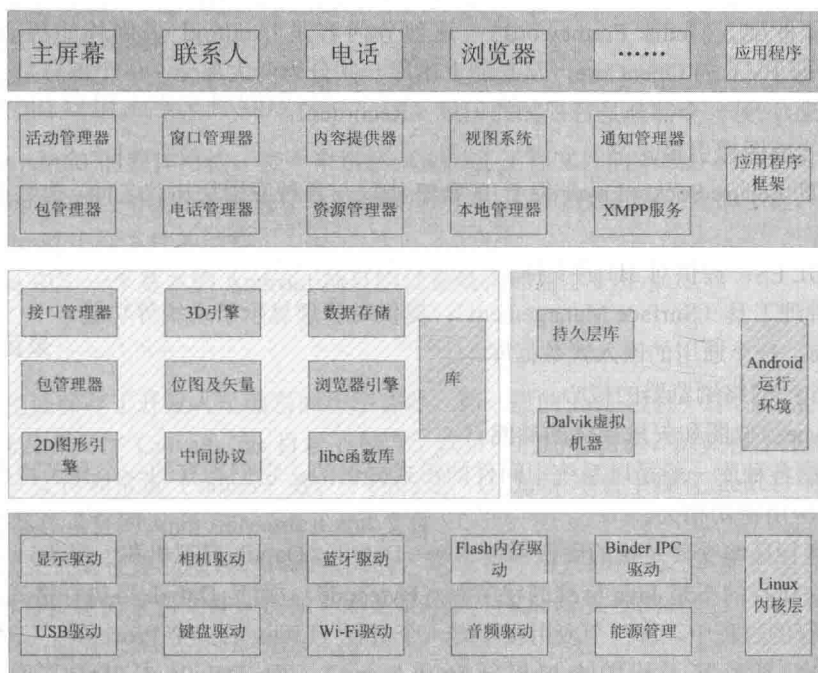 主屏幕
联系人
电话
浏览器
……
应用程序
活动管理器
窗口管理器
内容提供器
视图系统
通知管理器
应用程序
框架
包管理器
电话管理器
资源管理器
本地管理器
XMPP服务
接口管理器
3D引擎
数据存储
库
持久层库
Android
运行
环境
包管理器
位图及矢量
浏览器引擎
Dalvik虚拟
机器
2D图形引
擎
中间协议
libc函数库
显示驱动
相机驱动
蓝牙驱动
Flash内存驱
动
Binder IPC
驱动
Linux
内核层
USB驱动
键盘驱动
Wi-Fi驱动
音频驱动
能源管理